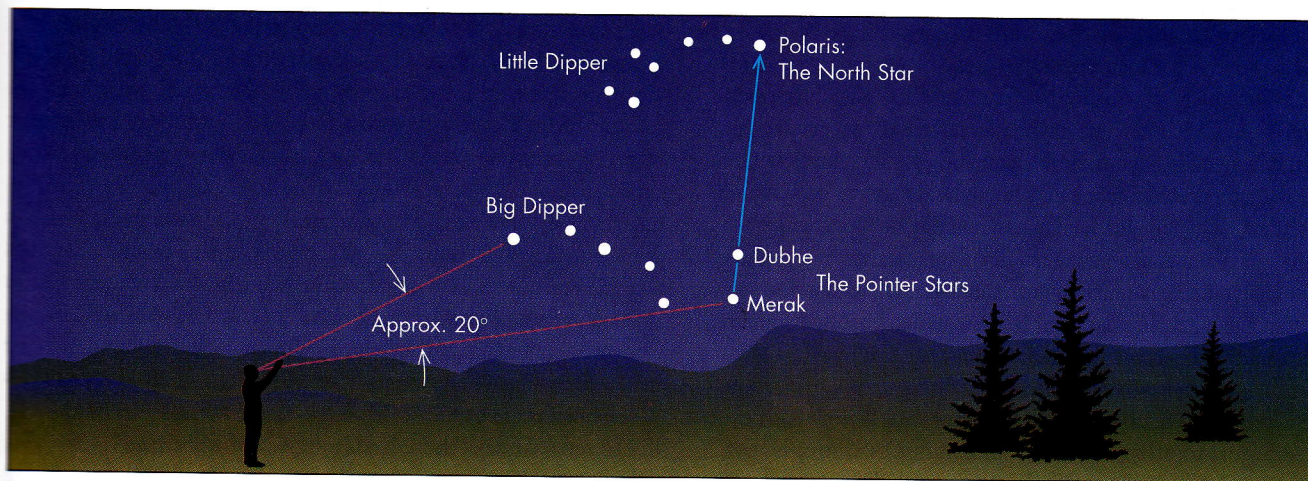 Little Dipper
Polaris:
The North Star
Big Dipper
Dubhe
The Pointer Stars
Merak
Approx. 20°